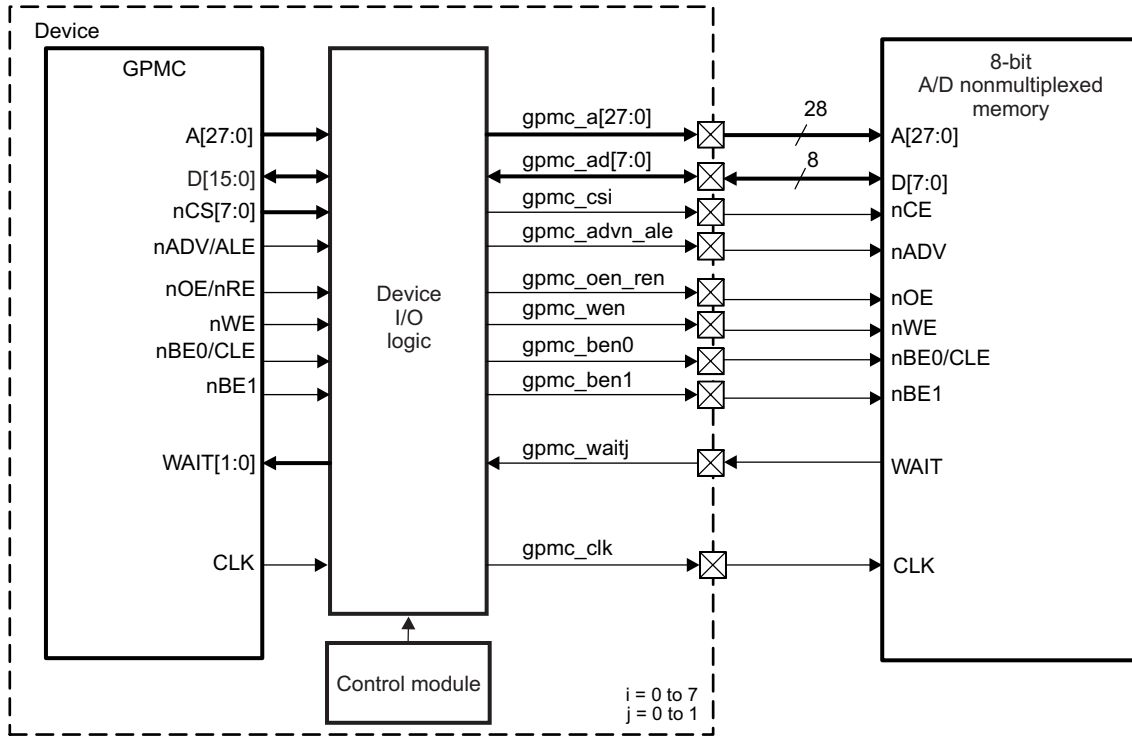 Device
GPMC
A[27:0]
D[15:0]
nCS[7:0]
nADV/ALE
nOE/nRE
nWE
nBE0/CLE
nBE1
WAIT[1:0]
CLK
Device
I/O
logic
Control module
gpmc_a[27:0]
gpmc_ad[7:0]
gpmc_csi
gpmc_advn_ale
gpmc_oen_ren
gpmc_wen
gpmc_ben0
gpmc_ben1
gpmc_waitj
gpmc_clk
i = 0 to 7
j = 0 to 1
28
8
8-bit
A/D nonmultiplexed
memory
A[27:0]
D[7:0]
nCE
nADV
nOE
nWE
nBE0/CLE
nBE1
WAIT
CLK